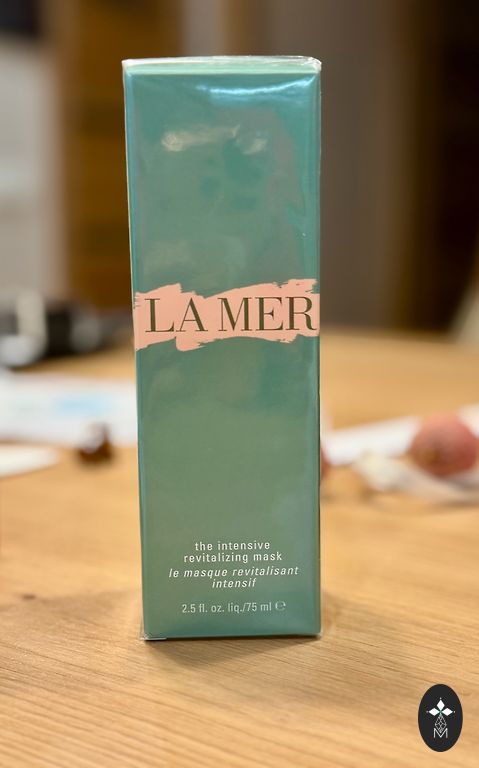 LA MER
the intensive
revitalizing mask
le masque revitalisant
intensif
2.5 fl. oz. liq./75 ml ℮
M